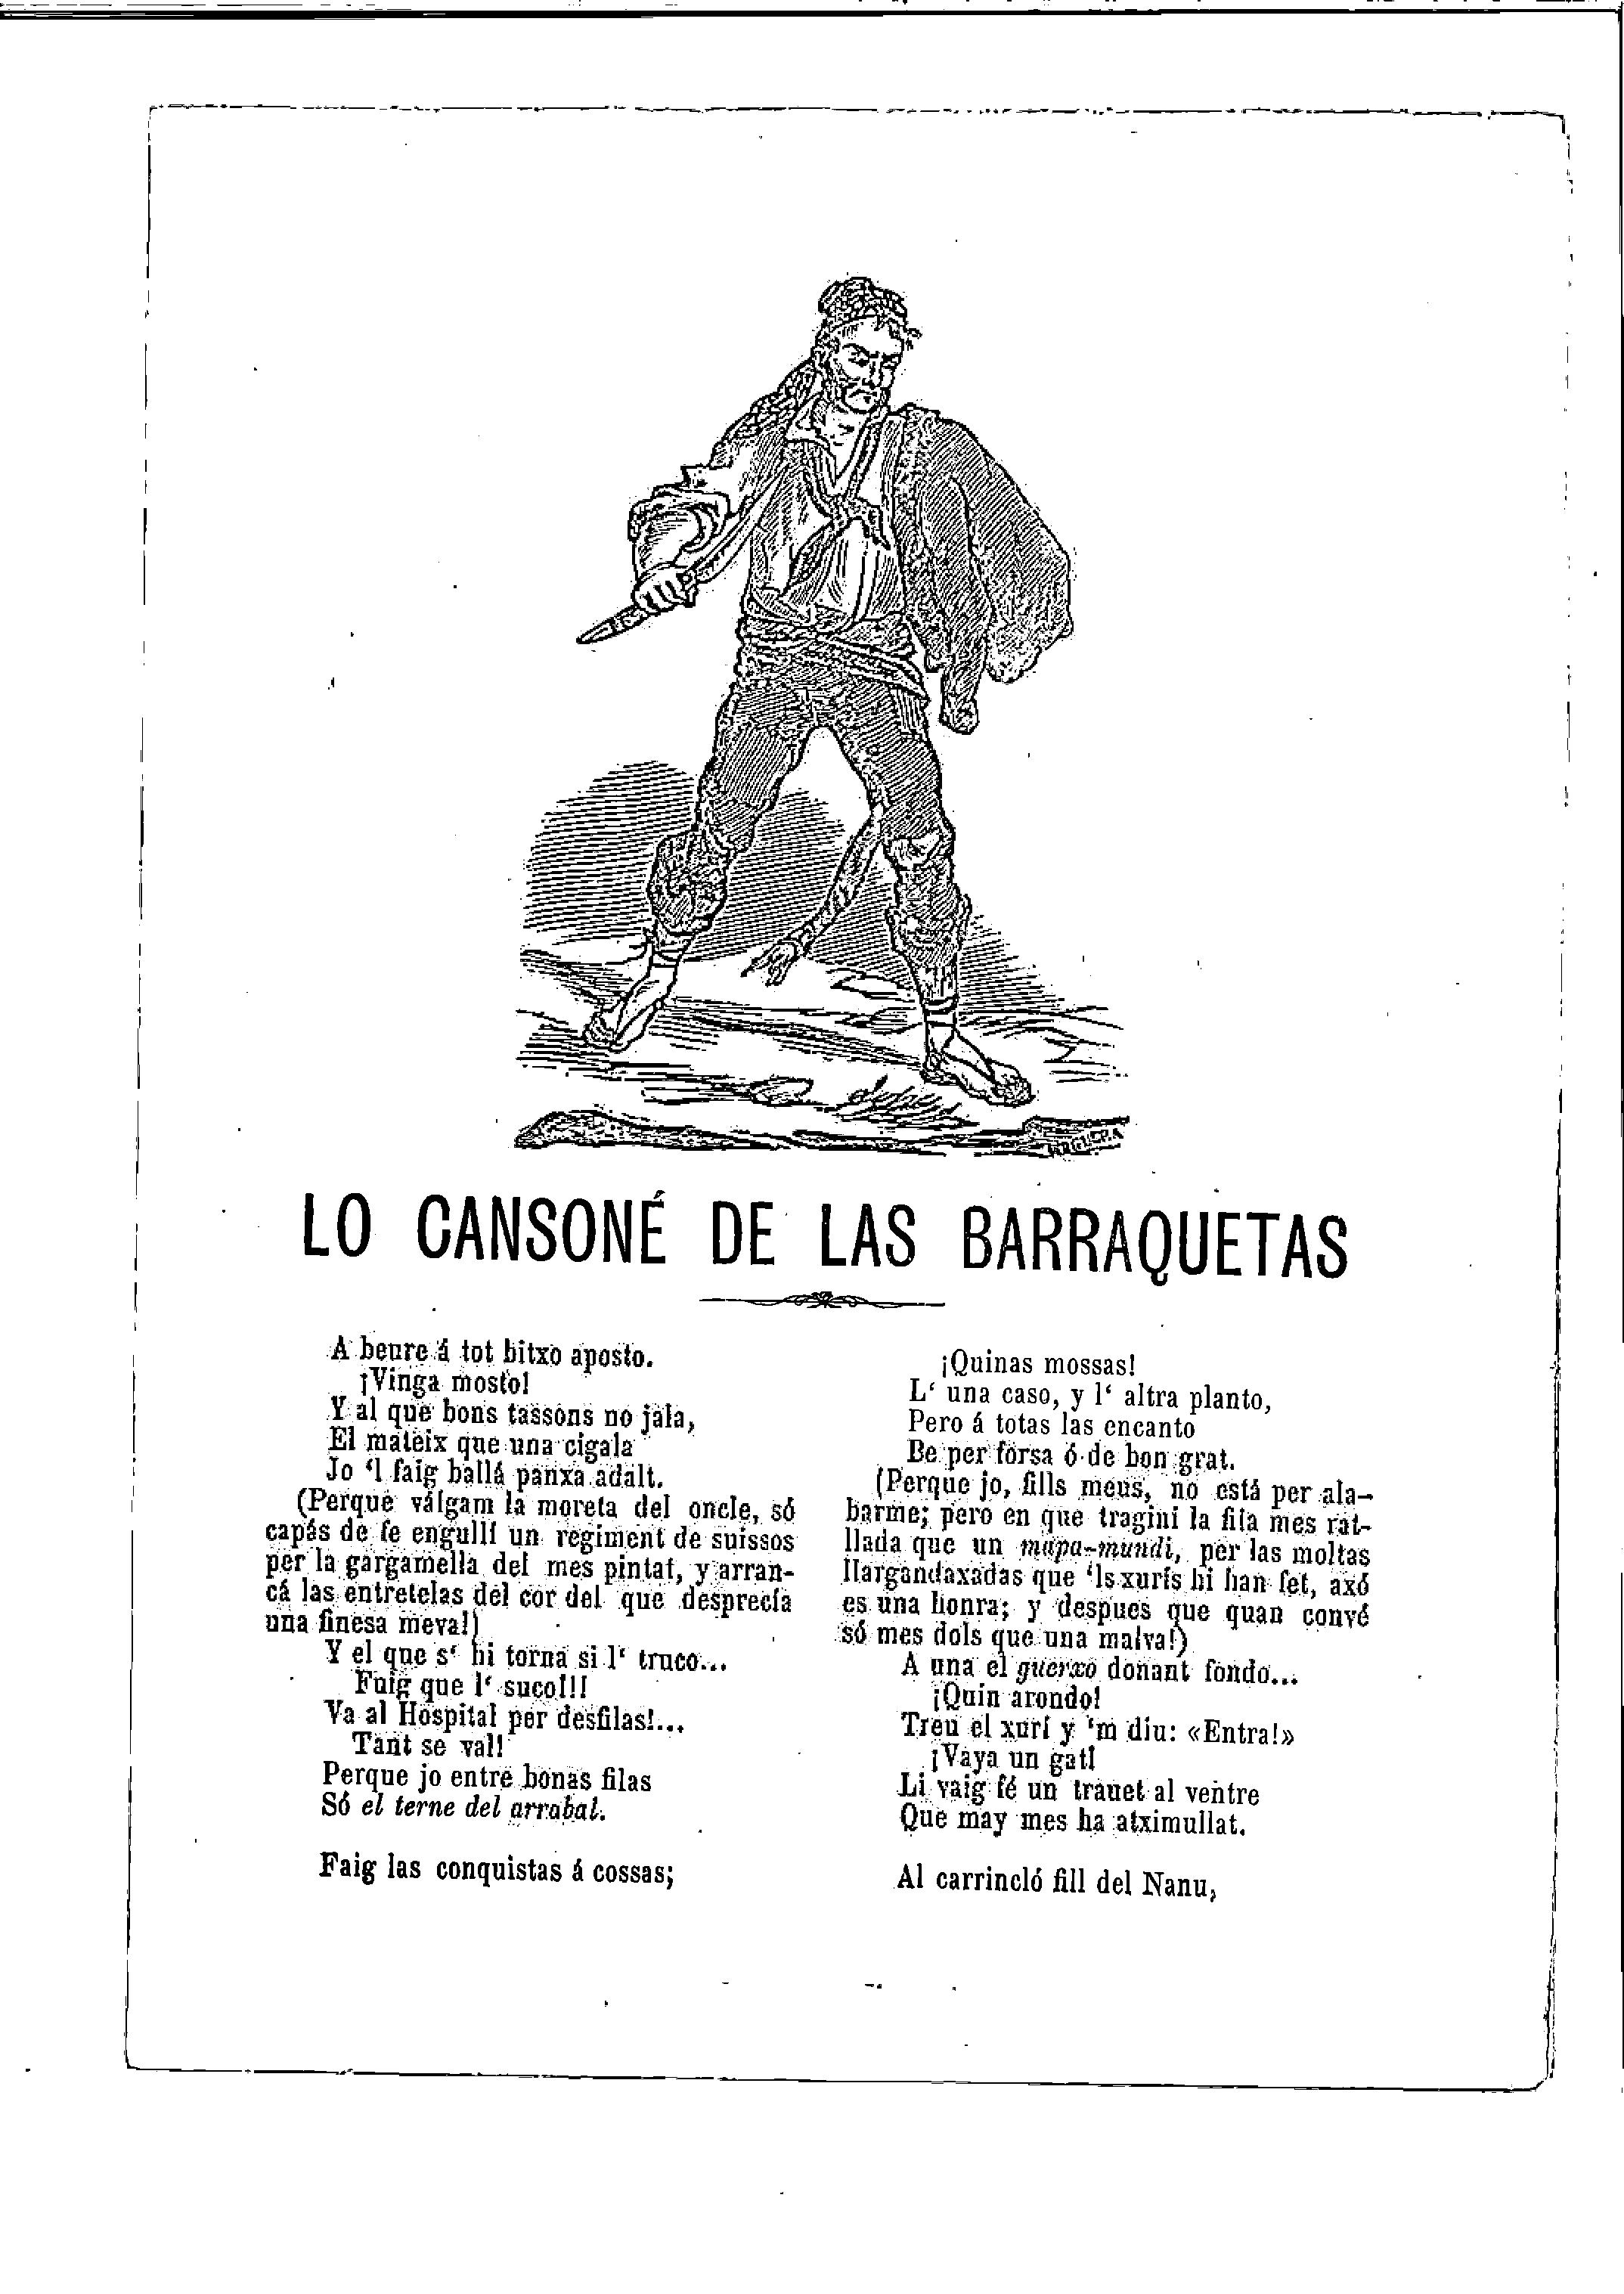 LO CANSONÉ DE LAS BARRAQUETAS
A beure á tot bitxo aposto.
¡Vinga mosto!
Y al que bons tassons no jala,
El mateix que una cigala
Jo ‘l faig ballá panxa adalt.
(Perque válgam la moreta del oncle, só
capás de fe engullí un regiment de suissos
per la gargamella del mes pintat, y arran-
cá las entretelas del cor del que desprecía
una finesa meva!)
Y el que s‘ hi torna si l‘ truco...
Faig que l‘ suco!!!
Va al Hospital per desfilas!...
Tant se val!
Perque jo entre bonas filas
Só el terne del arrabal.
Faig las conquistas á cossas;
¡Quinas mossas!
L‘ una caso, y l‘ altra planto,
Pero á totas las encanto
Be per forsa ó de bon grat.
(Perque jo, fills meus, no está per ala-
barme; pero en que tragini la fila mes rat-
llada que un mapa-mundi, per las moltas
llargandaxadas que ‘ls xurís hi han fet, axó
es una honra; y despues que quan convé
só mes dols que una malva!)
A una el guerxo donant fondo...
¡Quin arondo!
Treu el xurí y ‘m diu: «Entra!»
¡Vaya un gat!
Li vaig fé un trauet al ventre
Que may mes ha atximullat.
Al carrincló fill del Nanu,